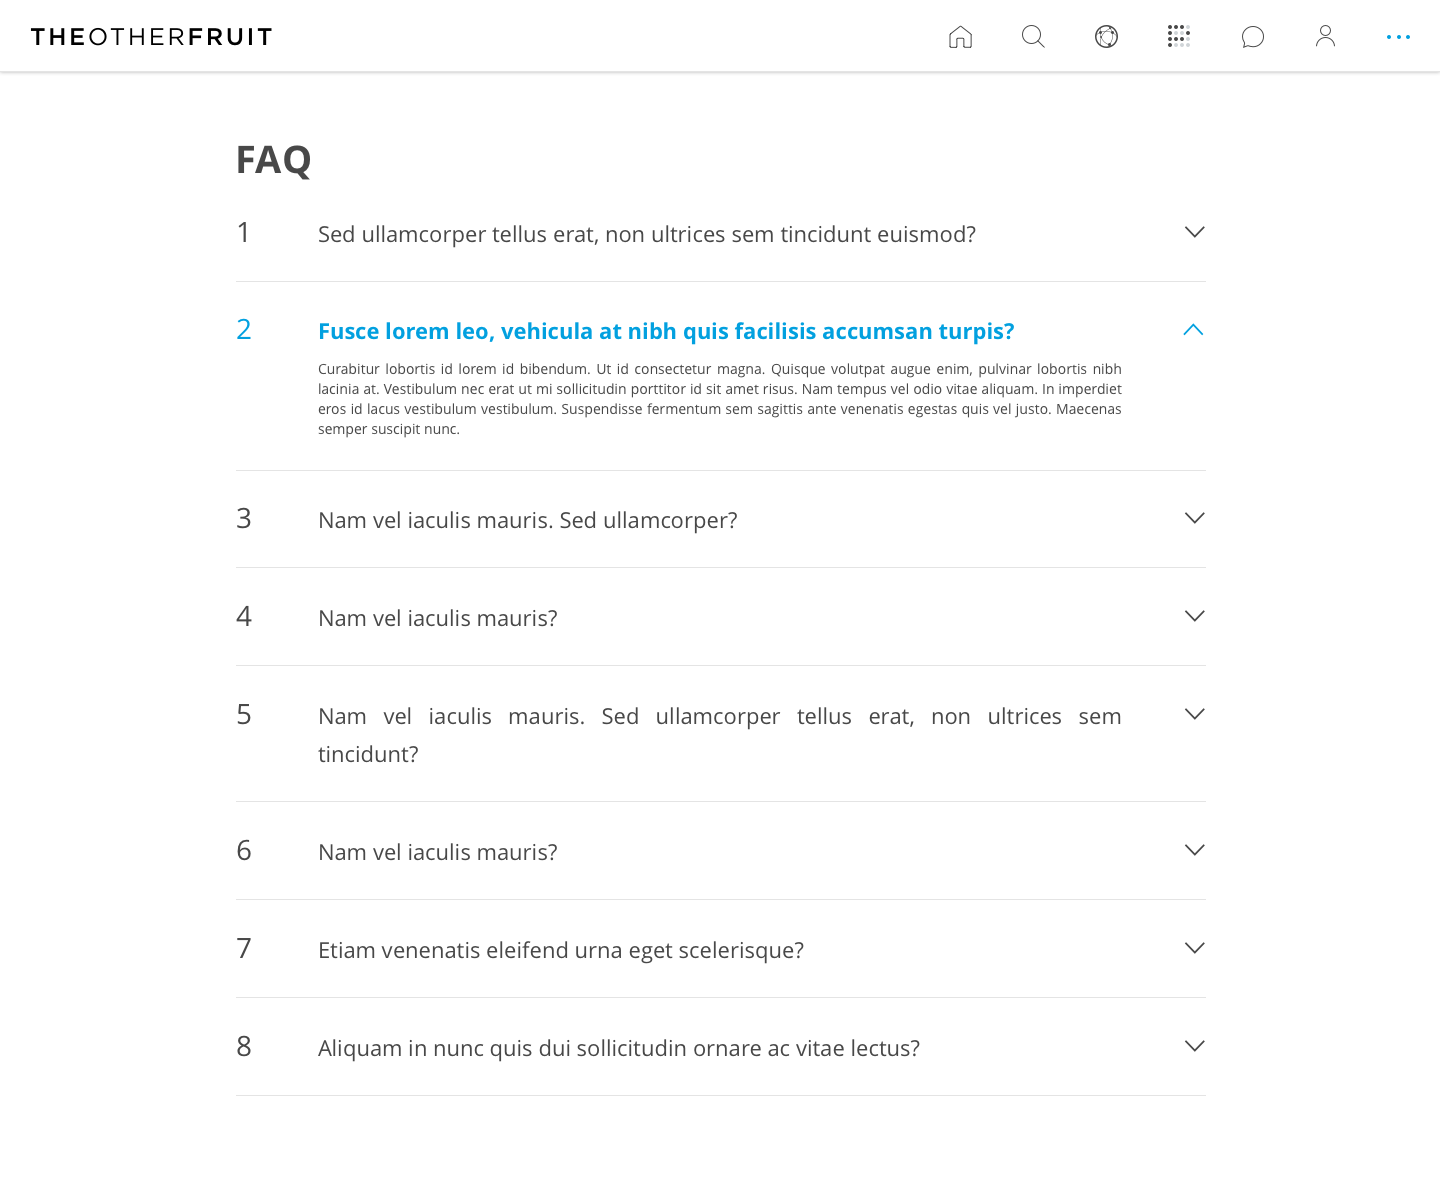 THEOTHERFRUIT
FAQ
1 Sed ullamcorper tellus erat, non ultrices sem tincidunt euismod?
2 Fusce lorem leo, vehicula at nibh quis facilisis accumsan turpis?
Curabitur lobortis id lorem id bibendum. Ut id consectetur magna. Quisque volutpat augue enim, pulvinar lobortis nibh
lacinia at. Vestibulum nec erat ut mi sollicitudin porttitor id sit amet risus. Nam tempus vel odio vitae aliquam. In imperdiet
eros id lacus vestibulum vestibulum. Suspendisse fermentum sem sagittis ante venenatis egestas quis vel justo. Maecenas
semper suscipit nunc.
3 Nam vel iaculis mauris. Sed ullamcorper?
4 Nam vel iaculis mauris?
5 Nam vel iaculis mauris. Sed ullamcorper tellus erat, non ultrices sem
tincidunt?
6 Nam vel iaculis mauris?
7 Etiam venenatis eleifend urna eget scelerisque?
8 Aliquam in nunc quis dui sollicitudin ornare ac vitae lectus?